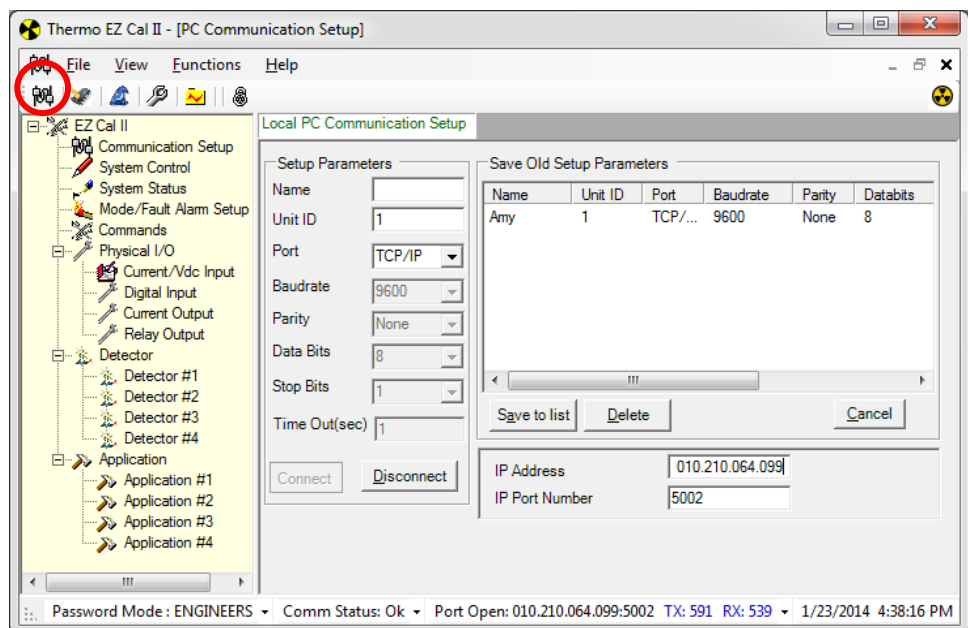 Thermo EZ Cal II - [PC Communication Setup]
File View Functions Help
EZ Cal II
Communication Setup
System Control
System Status
Mode/Fault Alarm Setup
Commands
Physical I/O
Current/Vdc Input
Digital Input
Current Output
Relay Output
Detector
Detector #1
Detector #2
Detector #3
Detector #4
Application
Application #1
Application #2
Application #3
Application #4
Local PC Communication Setup
Setup Parameters
Name
Unit ID 1
Port TCP/IP
Baudrate 9600
Parity None
Data Bits 8
Stop Bits 1
Time Out(sec) 1
Connect Disconnect
Save Old Setup Parameters
Name Unit ID Port Baudrate Parity Databits
Amy 1 TCP/... 9600 None 8
Save to list Delete Cancel
IP Address 010.210.064.099
IP Port Number 5002
Password Mode : ENGINEERS Comm Status: Ok Port Open: 010.210.064.099:5002 TX: 591 RX: 539 1/23/2014 4:38:16 PM